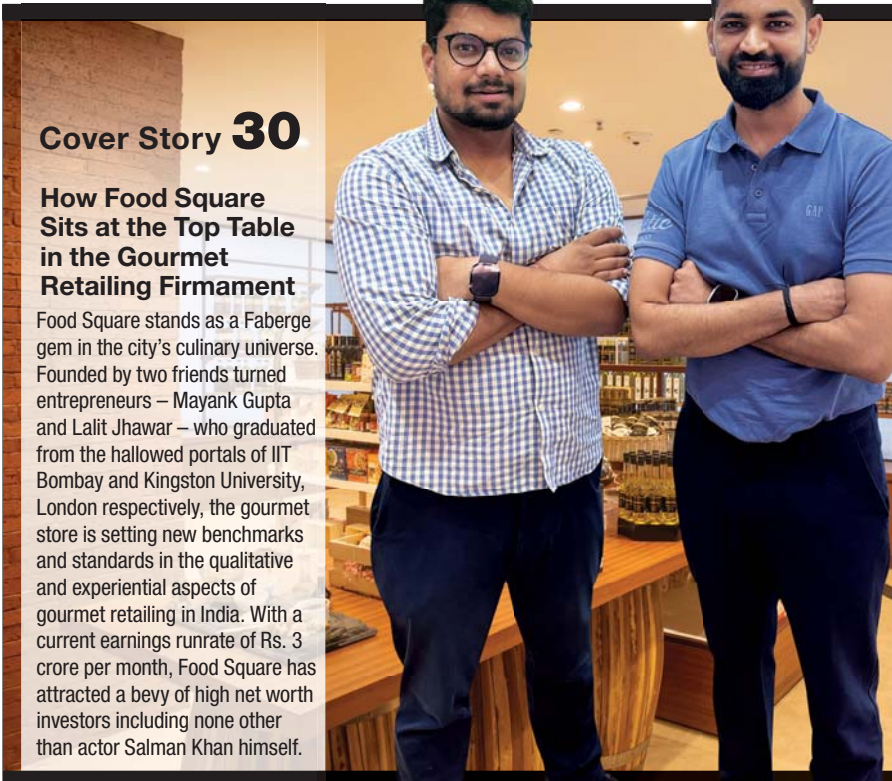 Cover Story 30
How Food Square
Sits at the Top Table
in the Gourmet
Retailing Firmament
Food Square stands as a Faberge
gem in the city’s culinary universe.
Founded by two friends turned
entrepreneurs – Mayank Gupta
and Lalit Jhawar – who graduated
from the hallowed portals of IIT
Bombay and Kingston University,
London respectively, the gourmet
store is setting new benchmarks
and standards in the qualitative
and experiential aspects of
gourmet retailing in India. With a
current earnings runrate of Rs. 3
crore per month, Food Square has
attracted a bevy of high net worth
investors including none other
than actor Salman Khan himself.
GAP